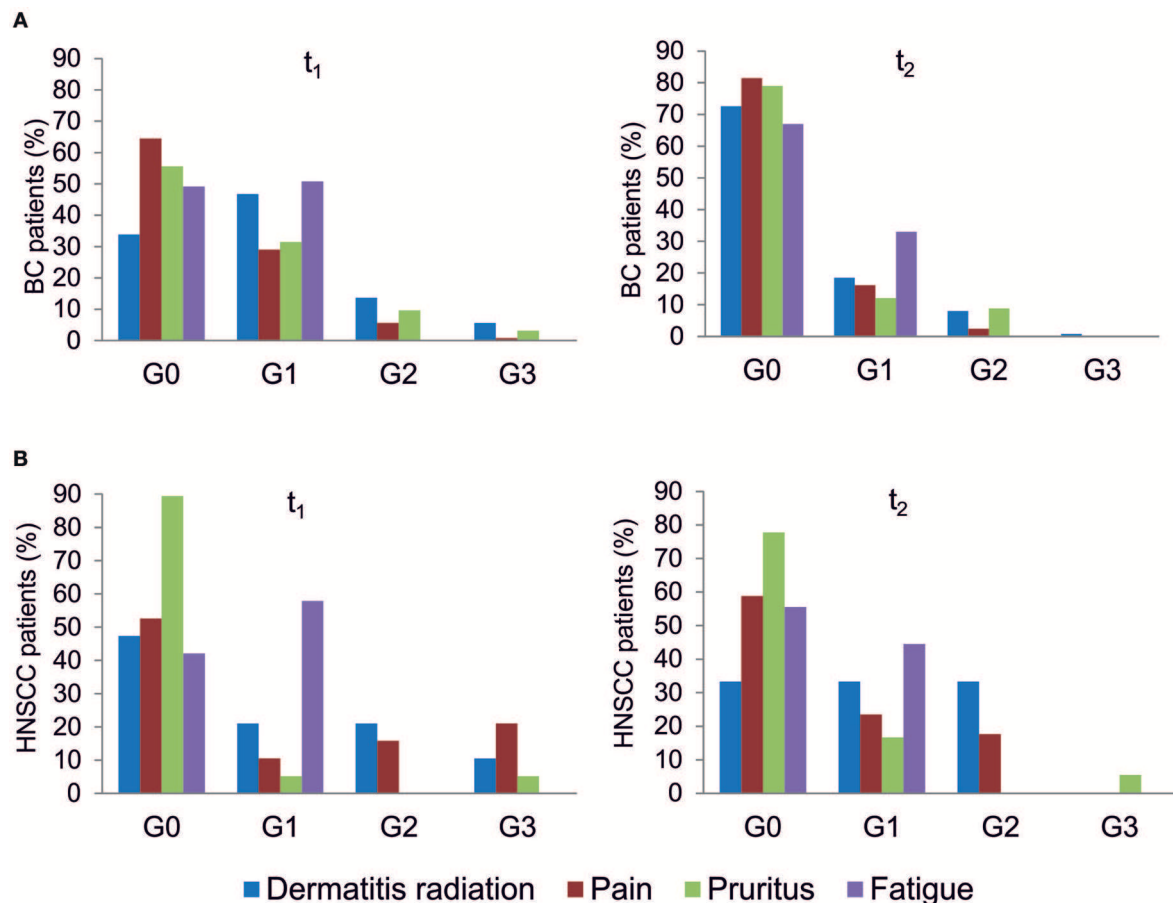 A
t1
BC patients (%)
90
80
70
60
50
40
30
20
10
0
G0 G1 G2 G3
t2
BC patients (%)
90
80
70
60
50
40
30
20
10
0
G0 G1 G2 G3
B
t1
HNSCC patients (%)
90
80
70
60
50
40
30
20
10
0
G0 G1 G2 G3
t2
HNSCC patients (%)
90
80
70
60
50
40
30
20
10
0
G0 G1 G2 G3
Dermatitis radiation Pain Pruritus Fatigue